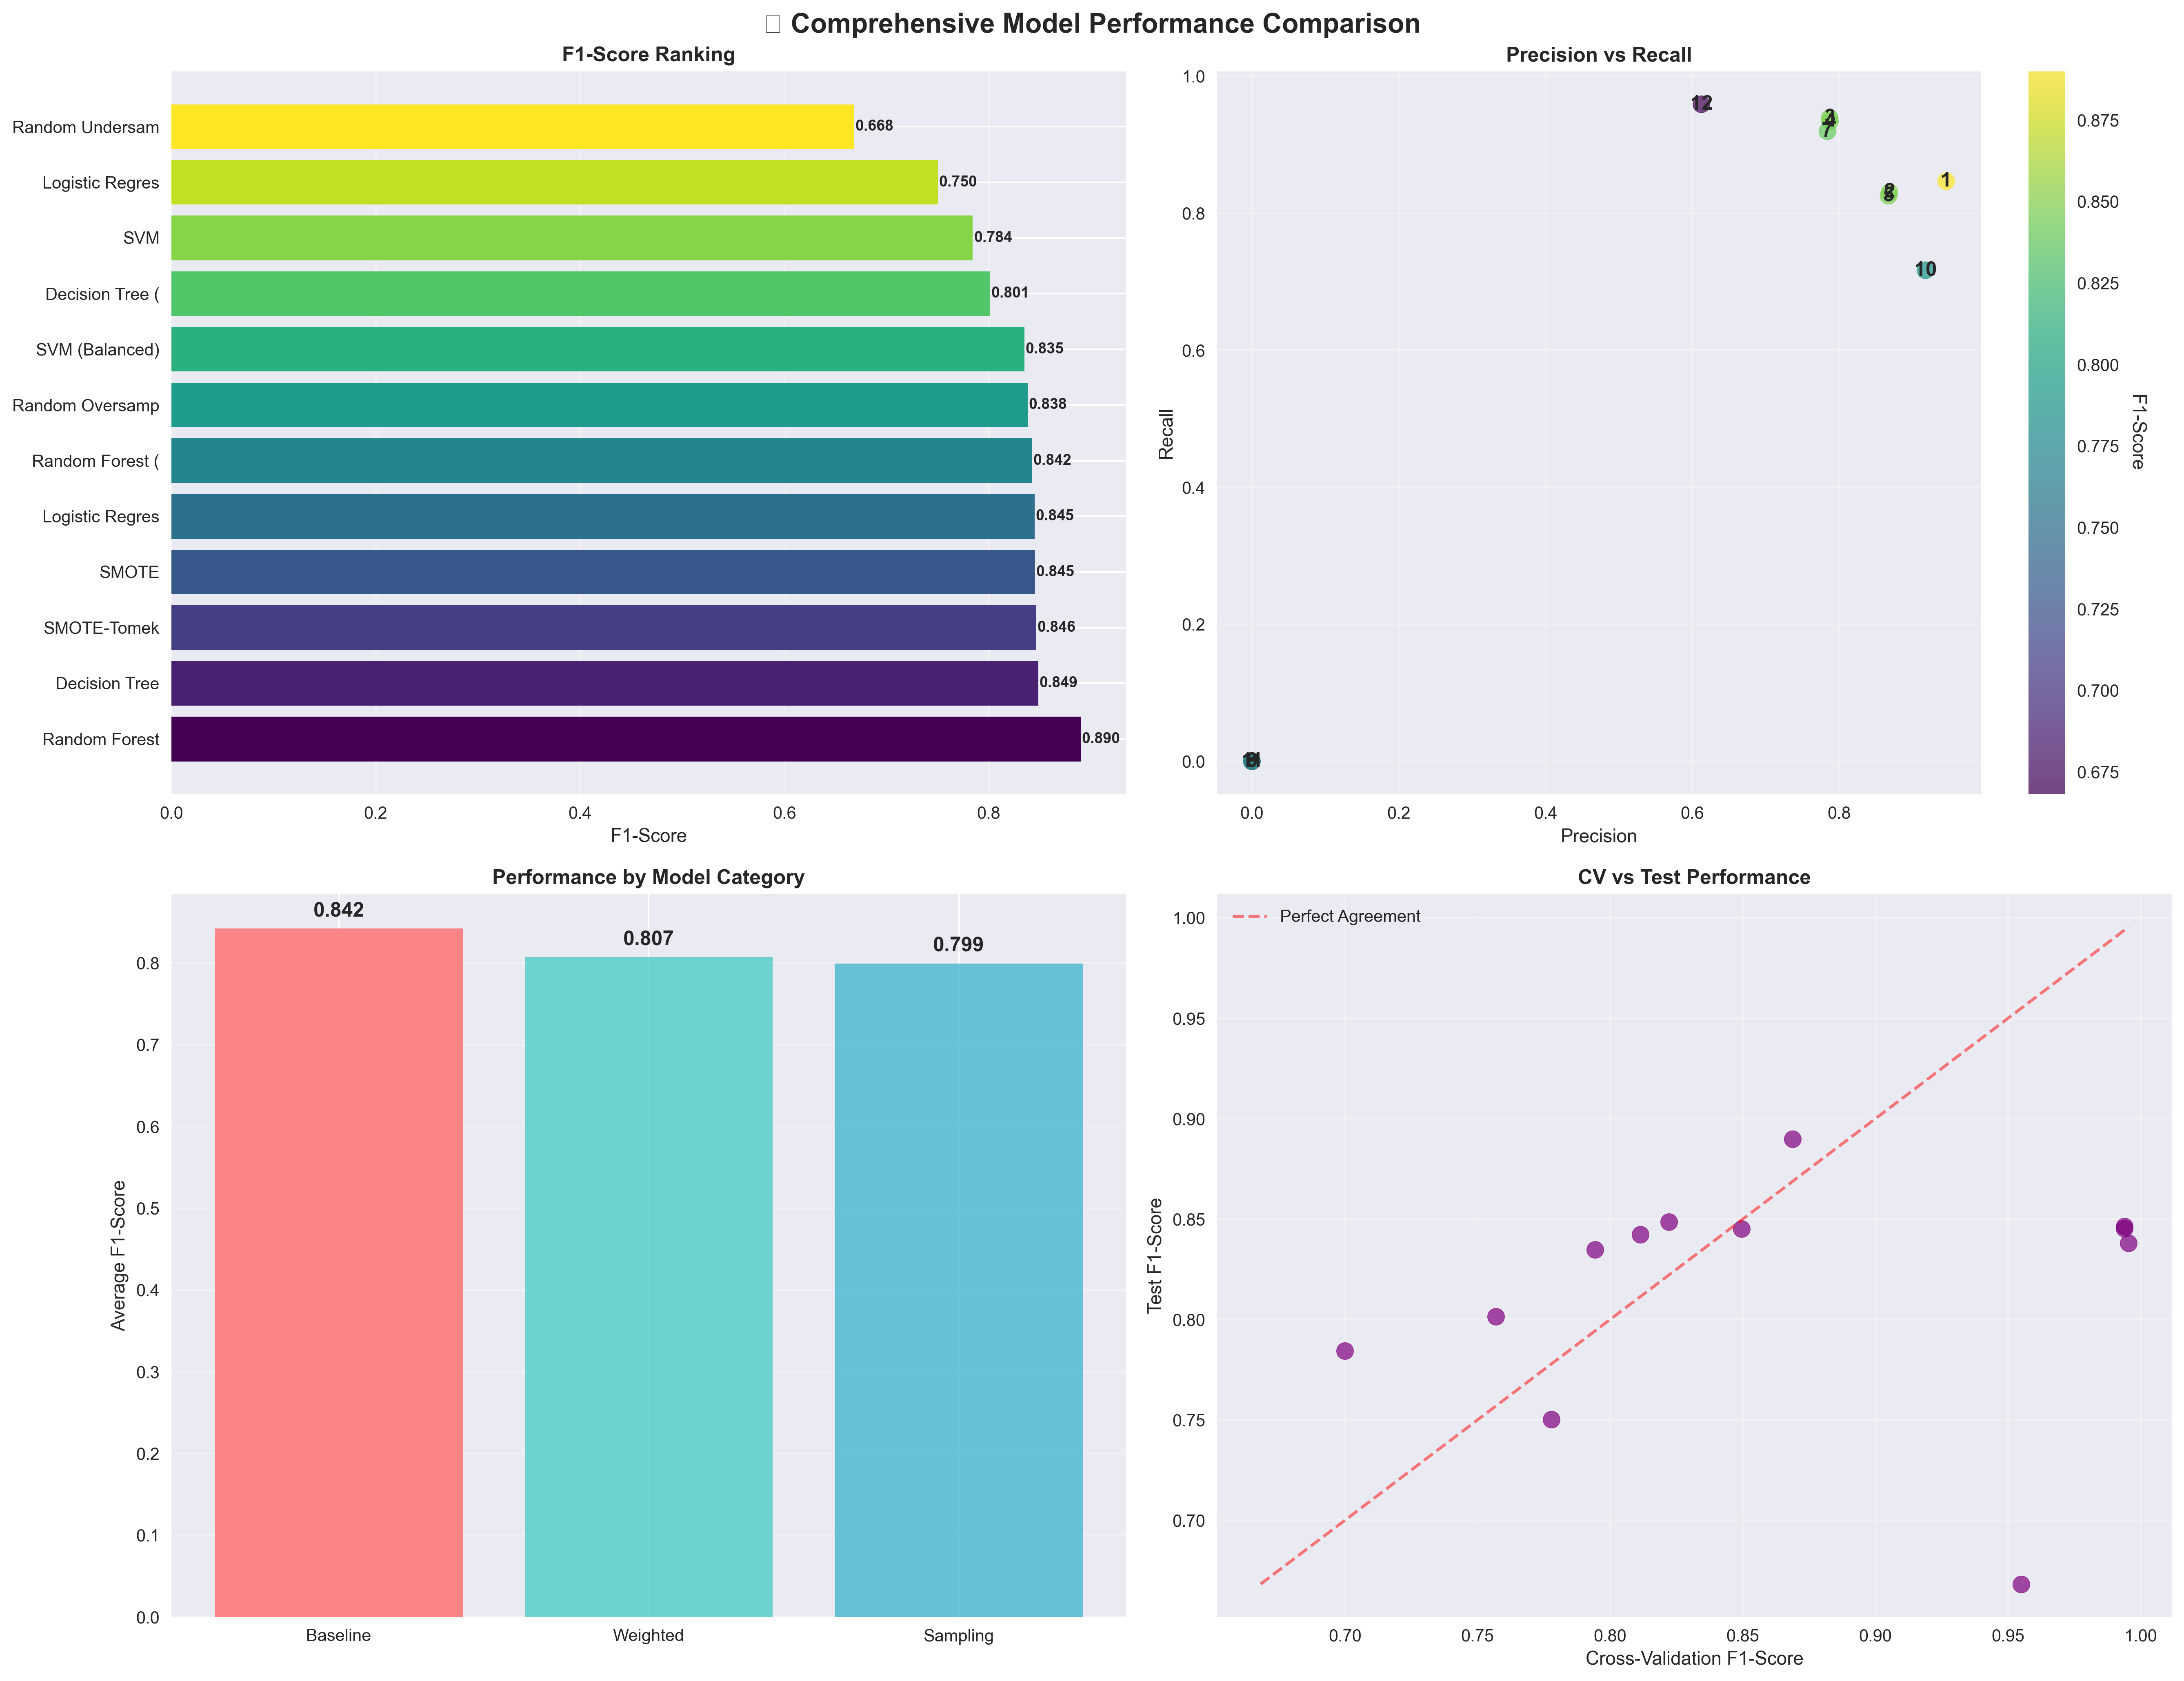 Comprehensive Model Performance Comparison
F1-Score Ranking
Random Undersam
0.668
Logistic Regres
0.750
SVM
0.784
Decision Tree (
0.801
SVM (Balanced)
0.835
Random Oversamp
0.838
Random Forest (
0.842
Logistic Regres
0.845
SMOTE
0.845
SMOTE-Tomek
0.846
Decision Tree
0.849
Random Forest
0.890
0.0 0.2 0.4 0.6 0.8
F1-Score
Precision vs Recall
1.0
0.8
0.6
0.4
0.2
0.0
Recall
12
7
1
10
0.0 0.2 0.4 0.6 0.8
Precision
0.875
0.850
0.825
0.800
0.775
0.750
0.725
0.700
0.675
F1-Score
Performance by Model Category
0.842
0.807
0.799
0.8
0.7
0.6
0.5
0.4
0.3
0.2
0.1
0.0
Average F1-Score
Baseline Weighted Sampling
CV vs Test Performance
Perfect Agreement
1.00
0.95
0.90
0.85
0.80
0.75
0.70
Test F1-Score
0.70 0.75 0.80 0.85 0.90 0.95 1.00
Cross-Validation F1-Score